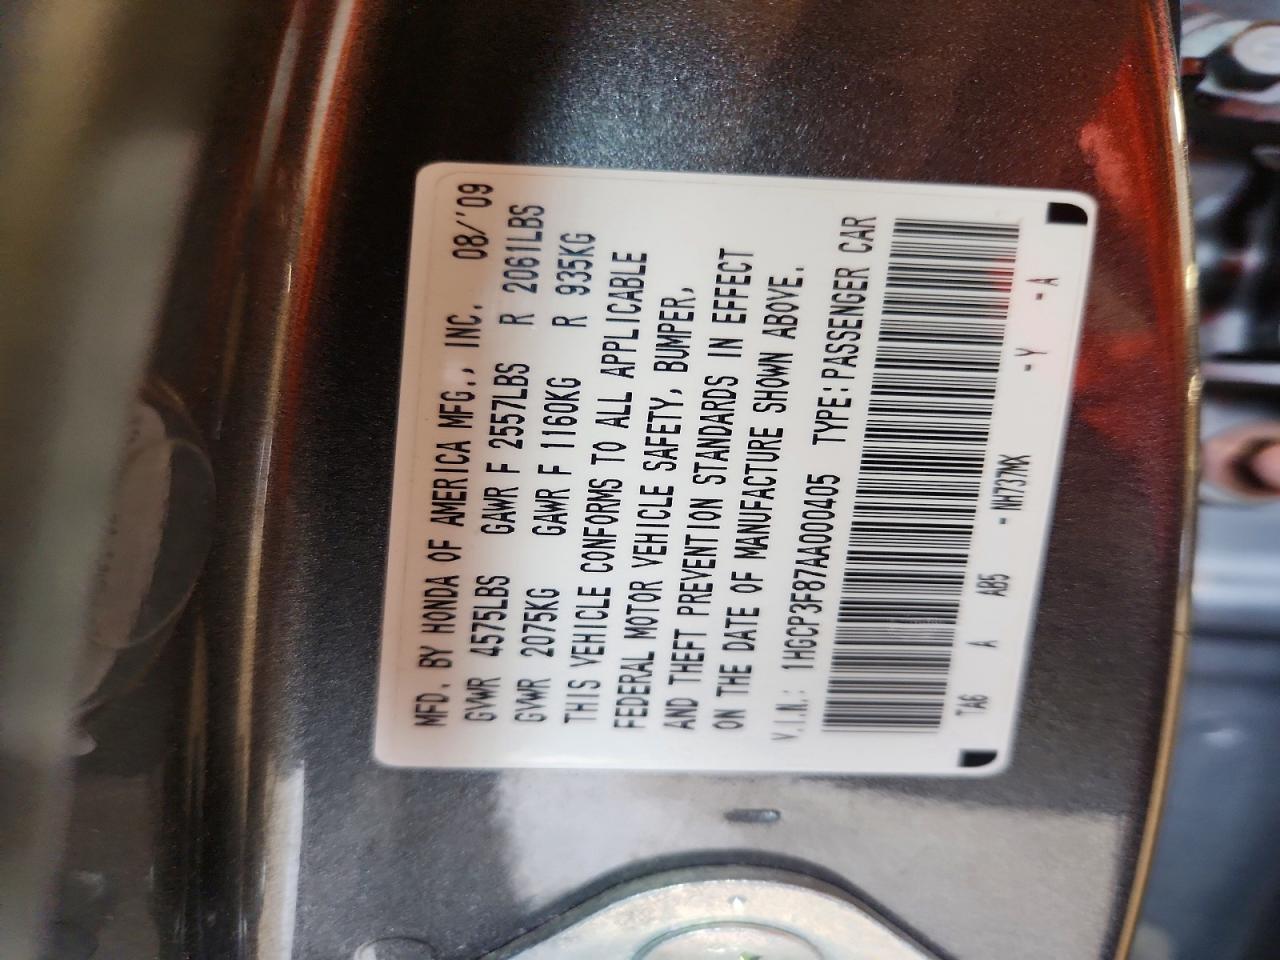 MFD. BY HONDA OF AMERICA MFG., INC. 08/'09
GVWR 4575LBS GAWR F 2557LBS R 2061LBS
GVWR 2075KG GAWR F 1160KG R 935KG
THIS VEHICLE CONFORMS TO ALL APPLICABLE
FEDERAL MOTOR VEHICLE SAFETY, BUMPER,
AND THEFT PREVENTION STANDARDS IN EFFECT
ON THE DATE OF MANUFACTURE SHOWN ABOVE.
V.I.N.: 1HGCP3F87AA000405 TYPE:PASSENGER CAR
TA6 A AB5 - NH737MX - Y - A